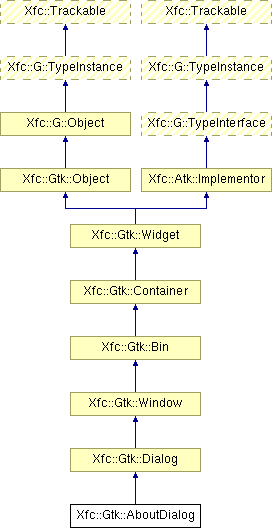 Xfc::Trackable Xfc::Trackable
Xfc::G::TypeInstance Xfc::G::TypeInstance
Xfc::G::Object Xfc::G::TypeInterface
Xfc::Gtk::Object Xfc::Atk::Implementor
Xfc::Gtk::Widget
Xfc::Gtk::Container
Xfc::Gtk::Bin
Xfc::Gtk::Window
Xfc::Gtk::Dialog
Xfc::Gtk::AboutDialog